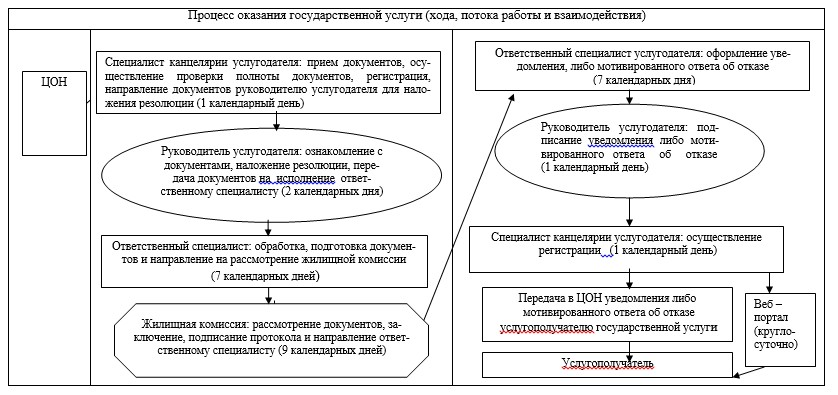 Процесс оказания государственной услуги (хода, потока работы и взаимодействия)
ЦОН
Специалист канцелярии услугодателя: прием документов, осу-
ществление проверки полноты документов, регистрация,
направление документов руководителю услугодателя для нало-
жения резолюции (1 календарный день)
Руководитель услугодателя: ознакомление с
документами, наложение резолюции, пере-
дача документов на исполнение ответ-
ственному специалисту (2 календарных дня)
Ответственный специалист: обработка, подготовка докумен-
тов и направление на рассмотрение жилищной комиссии
(7 календарных дней)
Жилищная комиссия: рассмотрение документов, за-
ключение, подписание протокола и направление ответ-
ственному специалисту (9 календарных дней)
Ответственный специалист услугодателя: оформление уве-
домления, либо мотивированного ответа об отказе
(7 календарных дня)
Руководитель услугодателя: под-
писание уведомления либо моти-
вированного ответа об отказе
(1 календарный день)
Специалист канцелярии услугодателя: осуществление
регистрации (1 календарный день)
Передача в ЦОН уведомления либо
мотивированного ответа об отказе
услугополучателю государственной услуги
Веб –
портал
(кругло-
суточно)
Услугополучатель